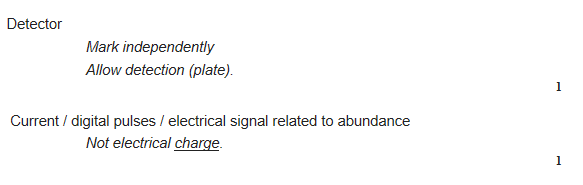 Detector
Mark independently
Allow detection (plate).
1
Current / digital pulses / electrical signal related to abundance
Not electrical charge.
1